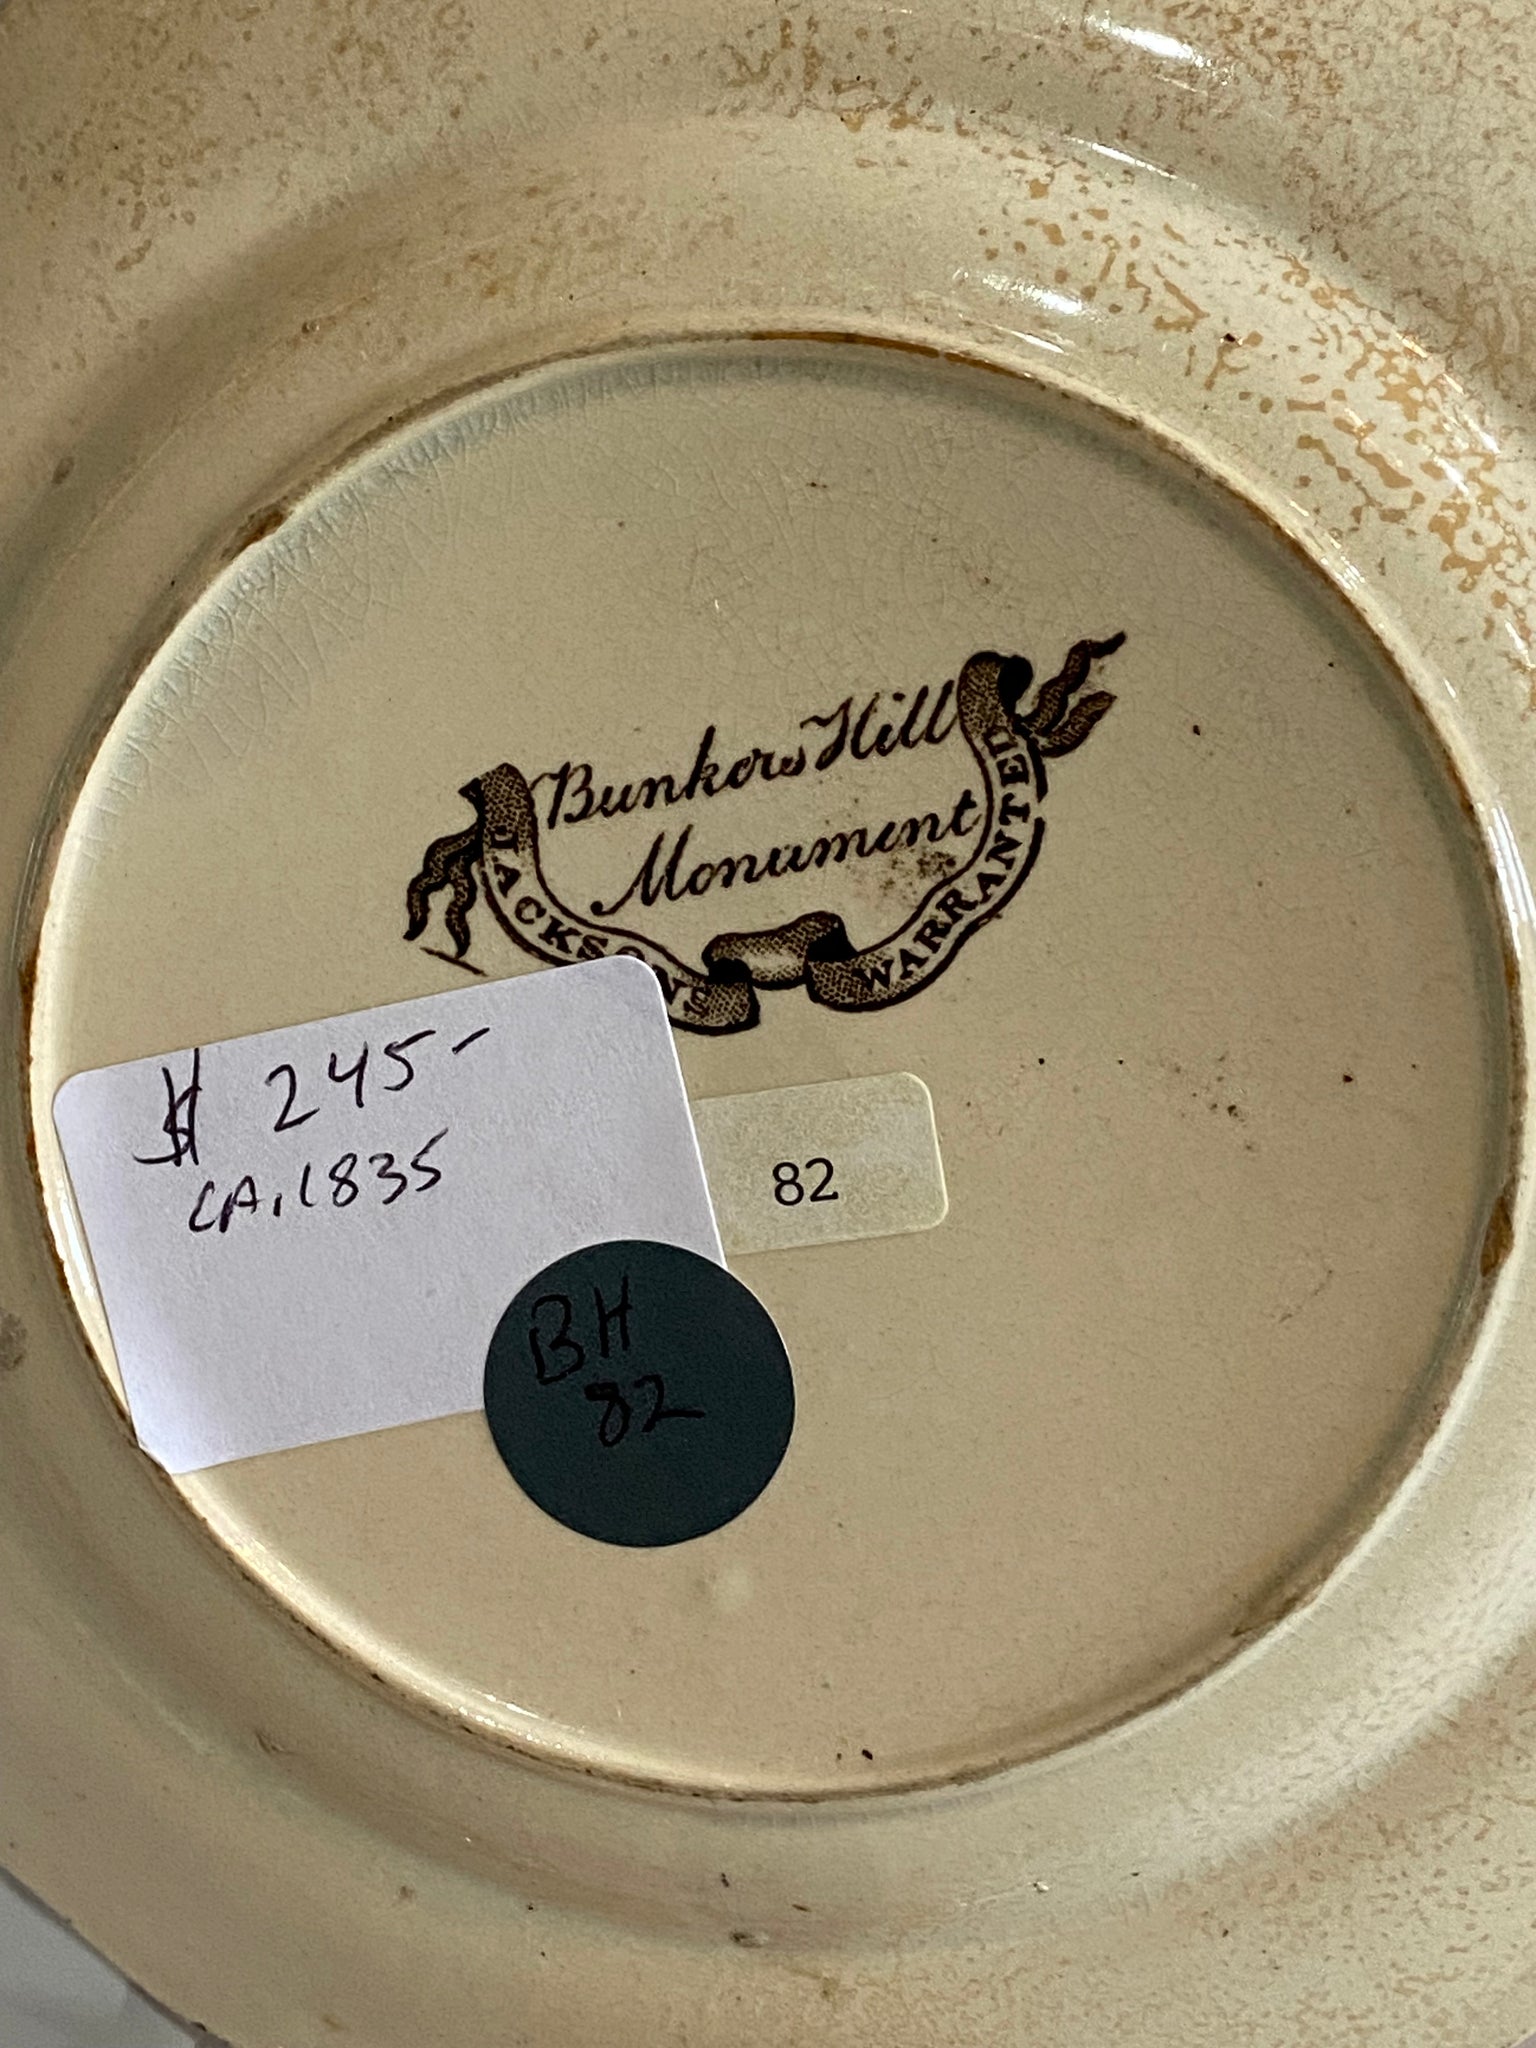 Bunkers Hill
Monument
JACKSONS WARRANTED
$ 245-
CA. 1835
82
BH
82